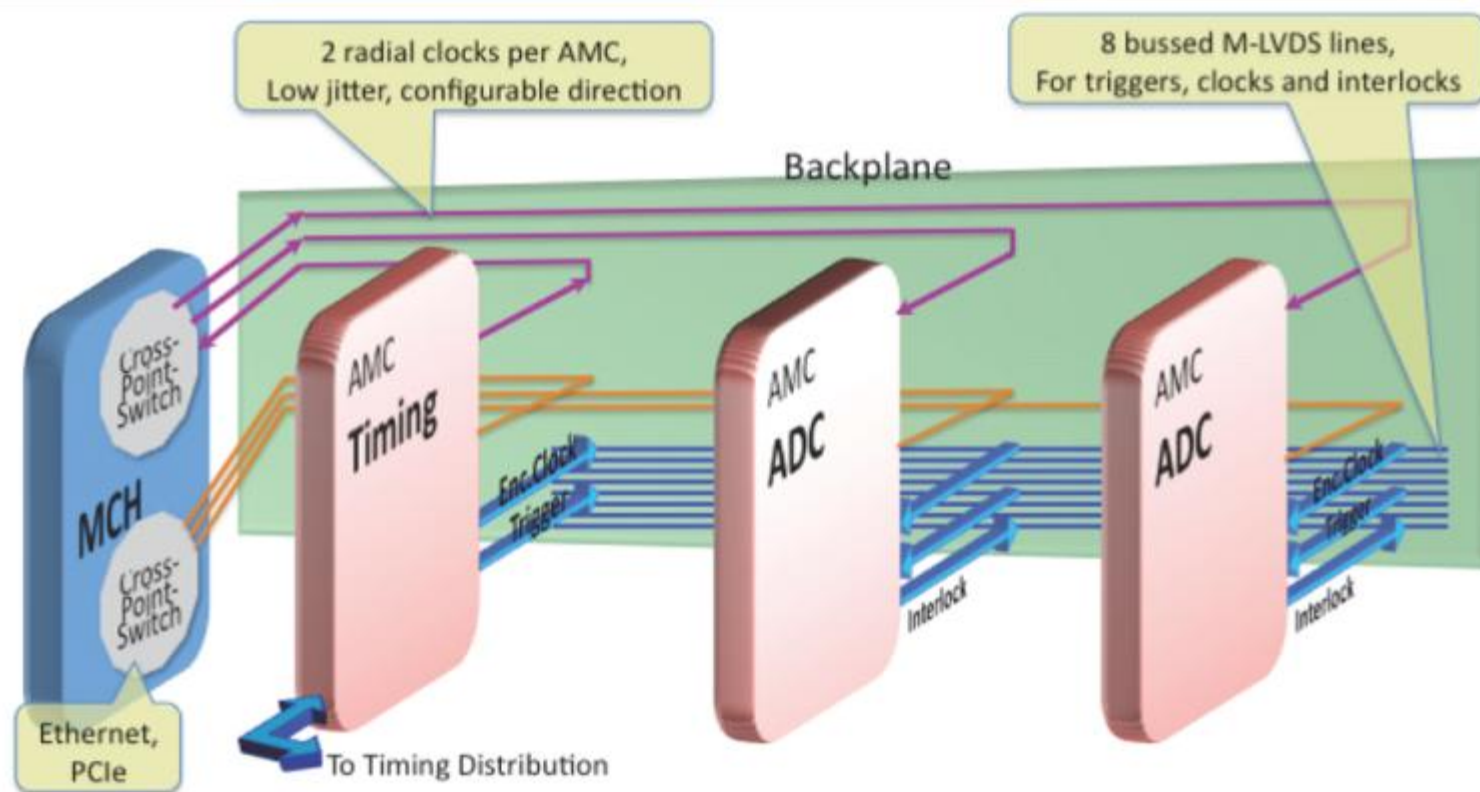 2 radial clocks per AMC,
Low jitter, configurable direction
8 bussed M-LVDS lines,
For triggers, clocks and interlocks
Backplane
Cross-
Point-
Switch
MCH
Cross-
Point-
Switch
Ethernet,
PCIe
AMC
Timing
Enc.Clock
Trigger
To Timing Distribution
AMC
ADC
Interlock
AMC
ADC
Enc.Clock
Trigger
Interlock